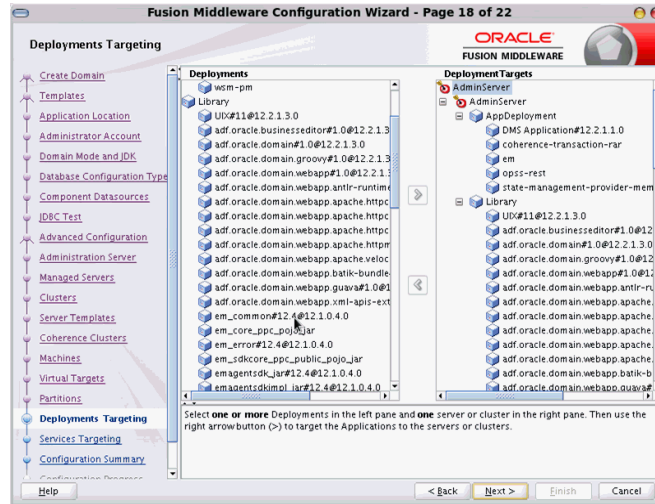 Fusion Middleware Configuration Wizard - Page 18 of 22
Deployments Targeting
ORACLE
FUSION MIDDLEWARE
Create Domain
Templates
Application Location
Administrator Account
Domain Mode and JDK
Database Configuration Type
Component Datasources
JDBC Test
Advanced Configuration
Administration Server
Managed Servers
Clusters
Server Templates
Coherence Clusters
Machines
Virtual Targets
Partitions
Deployments Targeting
Services Targeting
Configuration Summary
Configuration Progress
Deployments
wsm-pm
Library
UIX#11@12.2.1.3.0
adf.oracle.businesseditor#1.0@12.2.1.3
adf.oracle.domain#1.0@12.2.1.3.0
adf.oracle.domain.groovy#1.0@12.2.1.3
adf.oracle.domain.webapp#1.0@12.2.1.3
adf.oracle.domain.webapp.antlr-runtime
adf.oracle.domain.webapp.apache.httpc
adf.oracle.domain.webapp.apache.httpc
adf.oracle.domain.webapp.apache.httpm
adf.oracle.domain.webapp.apache.veloc
adf.oracle.domain.webapp.batik-bundle
adf.oracle.domain.webapp.guava#1.0@1
adf.oracle.domain.webapp.xml-apis-ext
em_common#12.4@12.1.0.4.0
em_core_ppc_pojo_jar
em_error#12.4@12.1.0.4.0
em_sdkcore_ppc_public_pojo_jar
emagentsdk_jar#12.4@12.1.0.4.0
emagentsdkimpl_jar#12.4@12.1.0.4.0
Deployment Targets
AdminServer
AdminServer
AppDeployment
DMS Application#12.2.1.1.0
coherence-transaction-rar
em
opss-rest
state-management-provider-mem
Library
UIX#11@12.2.1.3.0
adf.oracle.businesseditor#1.0@12
adf.oracle.domain#1.0@12.2.1.3.0
adf.oracle.domain.groovy#1.0@12
adf.oracle.domain.webapp#1.0@12
adf.oracle.domain.webapp.antlr-ru
adf.oracle.domain.webapp.apache.
adf.oracle.domain.webapp.apache.
adf.oracle.domain.webapp.apache.
adf.oracle.domain.webapp.apache.
adf.oracle.domain.webapp.batik-b
adf.oracle.domain.webapp.guava#
Select one or more Deployments in the left pane and one server or cluster in the right pane. Then use the
right arrow button (>) to target the Applications to the servers or clusters.
Help
< Back
Next >
Finish
Cancel